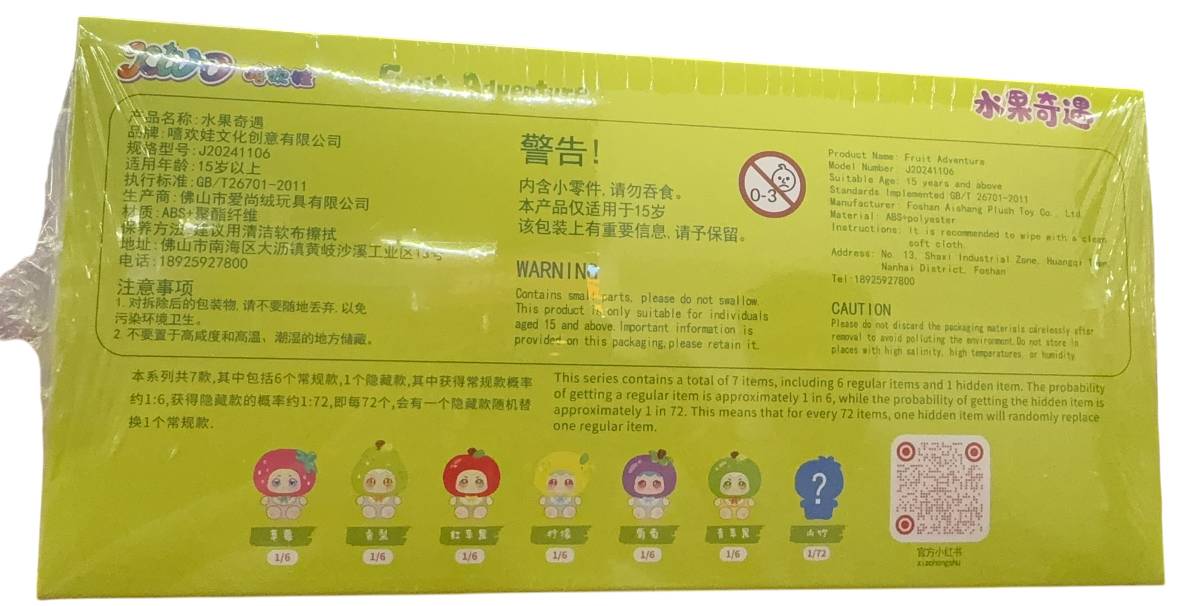 Fruit Adventure
水果奇遇
产品名称:水果奇遇
品牌:嘻欢娃文化创意有限公司
规格型号:J20241106
适用年龄:15岁以上
执行标准:GB/T26701-2011
生产商:佛山市爱尚绒玩具有限公司
材质:ABS+聚酯纤维
保养方法:建议用清洁软布擦拭
地址:佛山市南海区大沥镇黄岐沙溪工业区13号
电话:18925927800
注意事项
1. 对拆除后的包装物, 请不要随地丢弃, 以免
污染环境卫生。
2. 不要置于高咸度和高温、潮湿的地方储藏。
警告!
内含小零件, 请勿吞食。
本产品仅适用于15岁
该包装上有重要信息, 请予保留。
WARNING
Contains small parts, please do not swallow.
This product is only suitable for individuals
aged 15 and above. Important information is
provided on this packaging, please retain it.
0-3
Product Name: Fruit Adventure
Model Number: J20241106
Suitable Age: 15 years and above
Standards Implemented:GB/T 26701-2011
Manufacturer: Foshan Aishang Plush Toy Co., Ltd
Material: ABS+polyester
Instructions: It is recommended to wipe with a clean
soft cloth.
Address: No. 13, Shaxi Industrial Zone, Huangqi Town
Nanhai District, Foshan
Tel:18925927800
CAUTION
Please do not discard the packaging materials carelessly after
removal to avoid polluting the environment.Do not store in
places with high salinity, high temperatures, or humidity.
本系列共7款,其中包括6个常规款,1个隐藏款,其中获得常规款概率
约1:6,获得隐藏款的概率约1:72,即每72个,会有一个隐藏款随机替
换1个常规款.
This series contains a total of 7 items, including 6 regular items and 1 hidden item. The probability
of getting a regular item is approximately 1 in 6, while the probability of getting the hidden item is
approximately 1 in 72. This means that for every 72 items, one hidden item will randomly replace
one regular item.
?
草莓 青梨 红苹果 柠檬 葡萄 青苹果
1/6 1/6 1/6 1/6 1/6 1/6 1/72
官方小红书
xiaohongshu